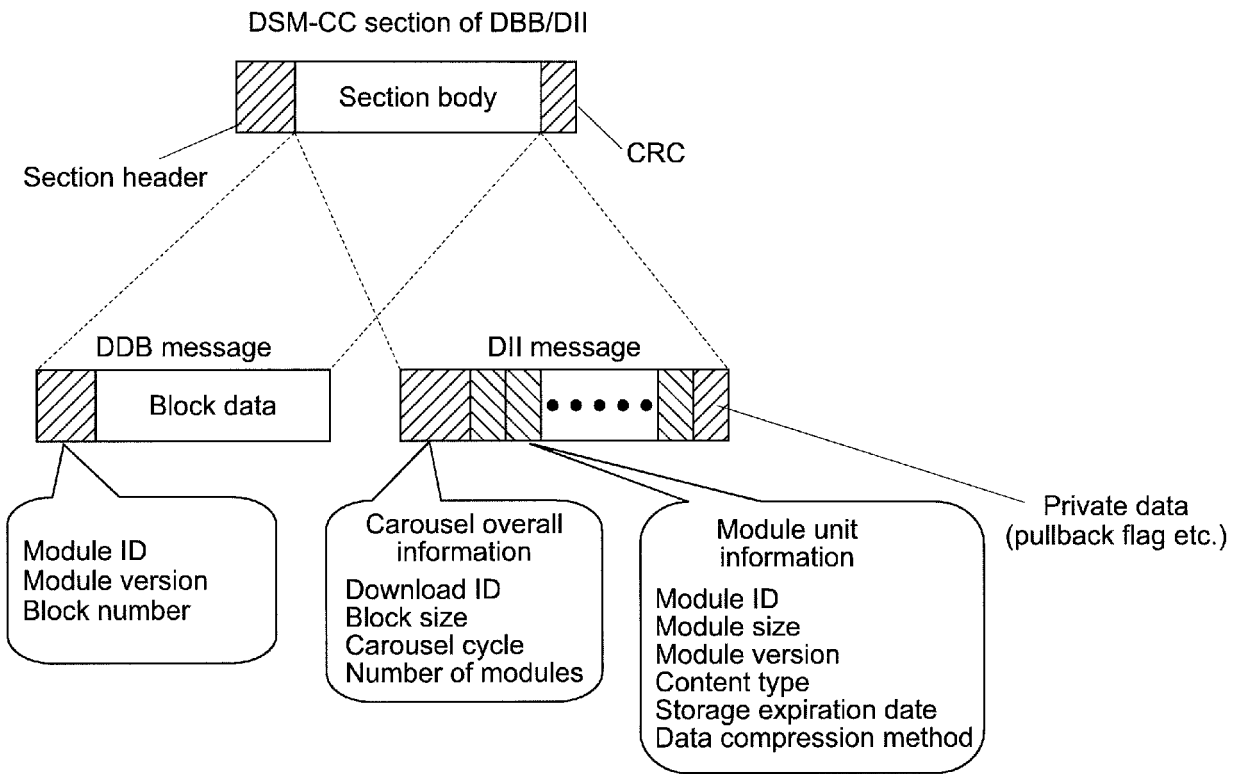 DSM-CC section of DBB/DII
Section body
CRC
Section header
DDB message
DII message
Block data
Private data
(pullback flag etc.)
Module ID
Module version
Block number
Carousel overall
information
Download ID
Block size
Carousel cycle
Number of modules
Module unit
information
Module ID
Module size
Module version
Content type
Storage expiration date
Data compression method